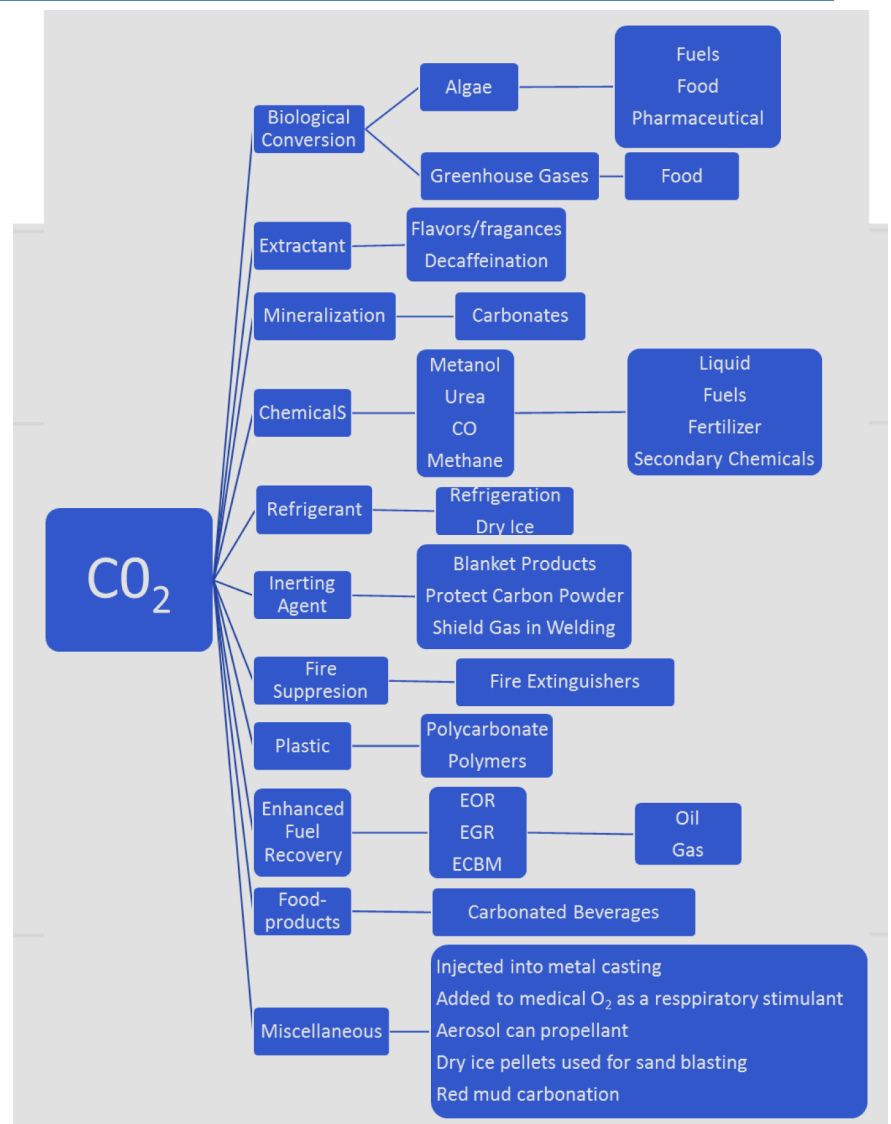 Fuels
Food
Pharmaceutical
Algae
Biological
Conversion
Greenhouse Gases
Food
Flavors/fragances
Decaffeination
Extractant
Mineralization
Carbonates
Metanol
Urea
CO
Methane
Liquid
Fuels
Fertilizer
Secondary Chemicals
ChemicalS
Refrigerant
Refrigeration
Dry Ice
C0₂
Inerting
Agent
Blanket Products
Protect Carbon Powder
Shield Gas in Welding
Fire
Suppresion
Fire Extinguishers
Plastic
Polycarbonate
Polymers
Enhanced
Fuel
Recovery
EOR
EGR
ECBM
Oil
Gas
Food-
products
Carbonated Beverages
Miscellaneous
Injected into metal casting
Added to medical O₂ as a resppiratory stimulant
Aerosol can propellant
Dry ice pellets used for sand blasting
Red mud carbonation